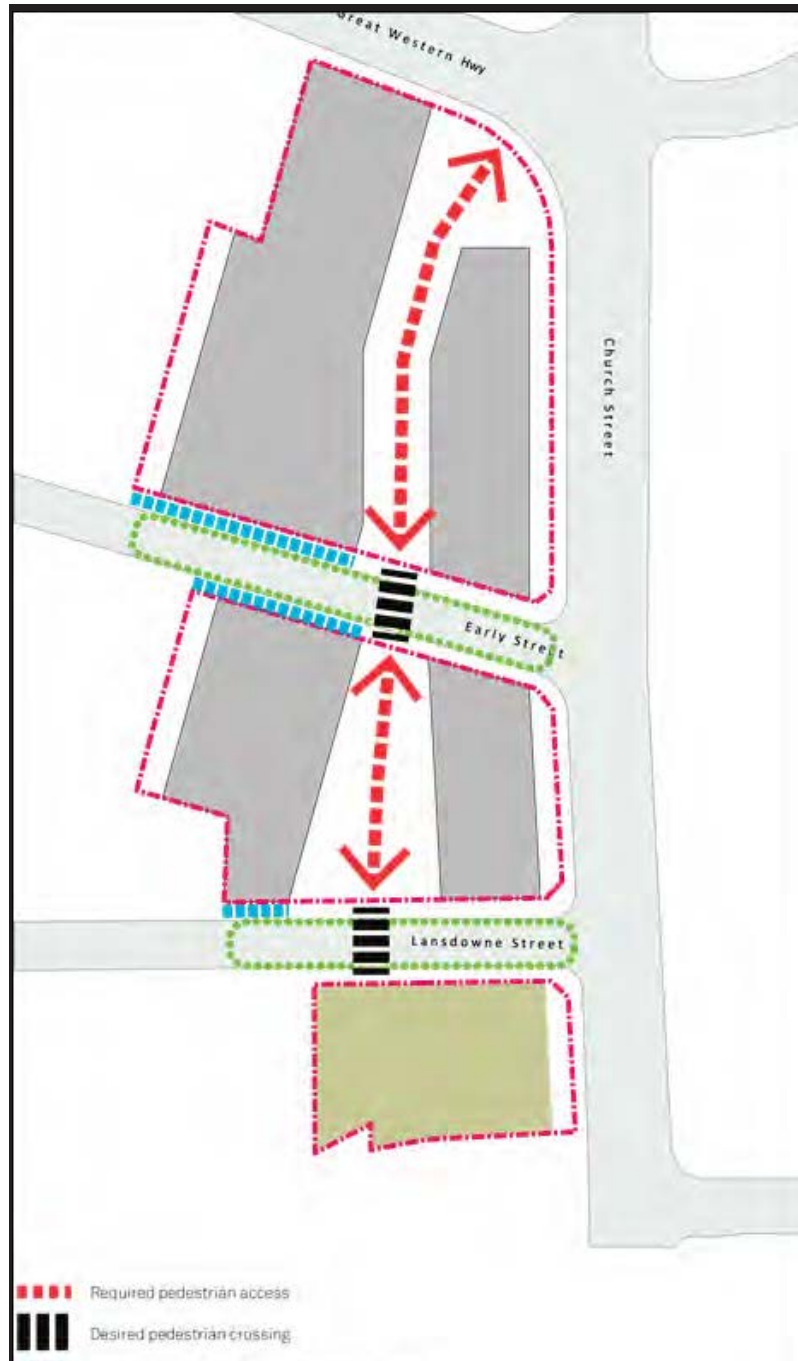 Great Western Hwy
Church Street
Early Street
Lansdowne Street
Required pedestrian access
Desired pedestrian crossing